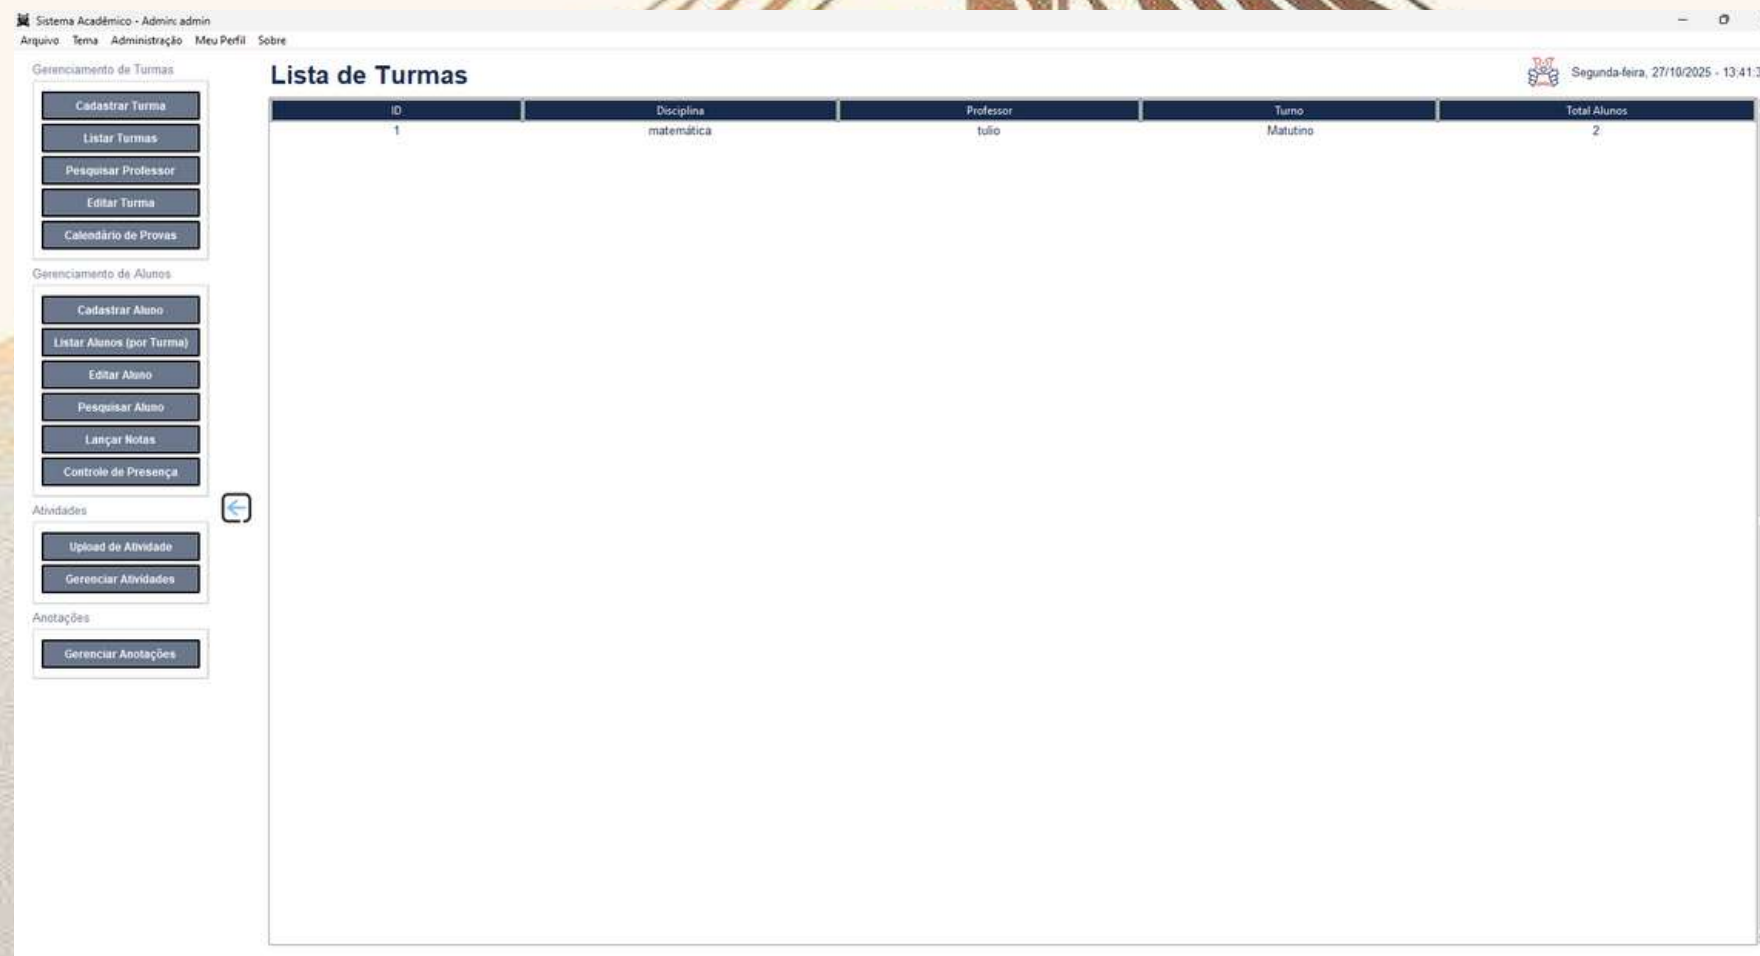 Sistema Acadêmico - Admin: admin
Arquivo Tema Administração Meu Perfil Sobre
Gerenciamento de Turmas
Cadastrar Turma
Listar Turmas
Pesquisar Professor
Editar Turma
Calendário de Provas
Gerenciamento de Alunos
Cadastrar Aluno
Listar Alunos (por Turma)
Editar Aluno
Pesquisar Aluno
Lançar Notas
Controle de Presença
Atividades
Upload de Atividade
Gerenciar Atividades
Anotações
Gerenciar Anotações
Lista de Turmas
Segunda-feira, 27/10/2025 - 13:41:3
ID Disciplina Professor Turno Total Alunos
1 matemática tulio Matutino 2